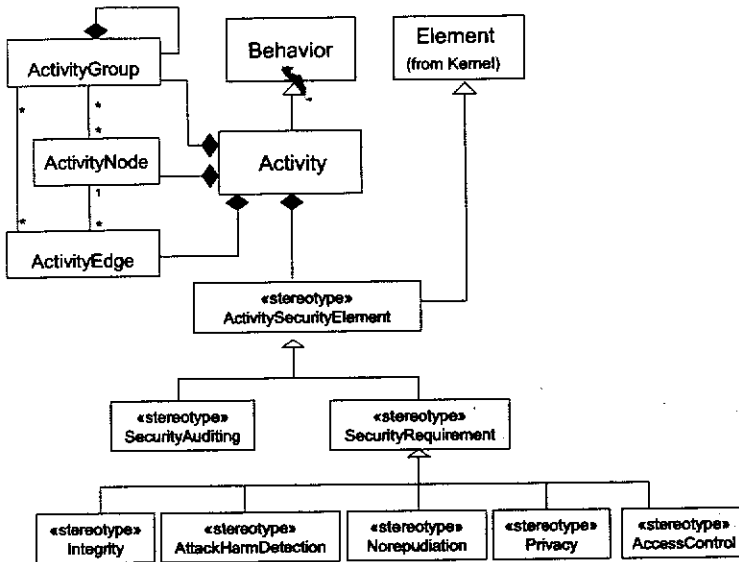 Behavior
Element
(from Kernel)
ActivityGroup
*
*
*
ActivityNode
Activity
1
*
*
ActivityEdge
«stereotype»
ActivitySecurityElement
«stereotype»
SecurityAuditing
«stereotype»
SecurityRequirement
«stereotype»
Integrity
«stereotype»
AttackHarmDetection
«stereotype»
Norepudiation
«stereotype»
Privacy
«stereotype»
AccessControl